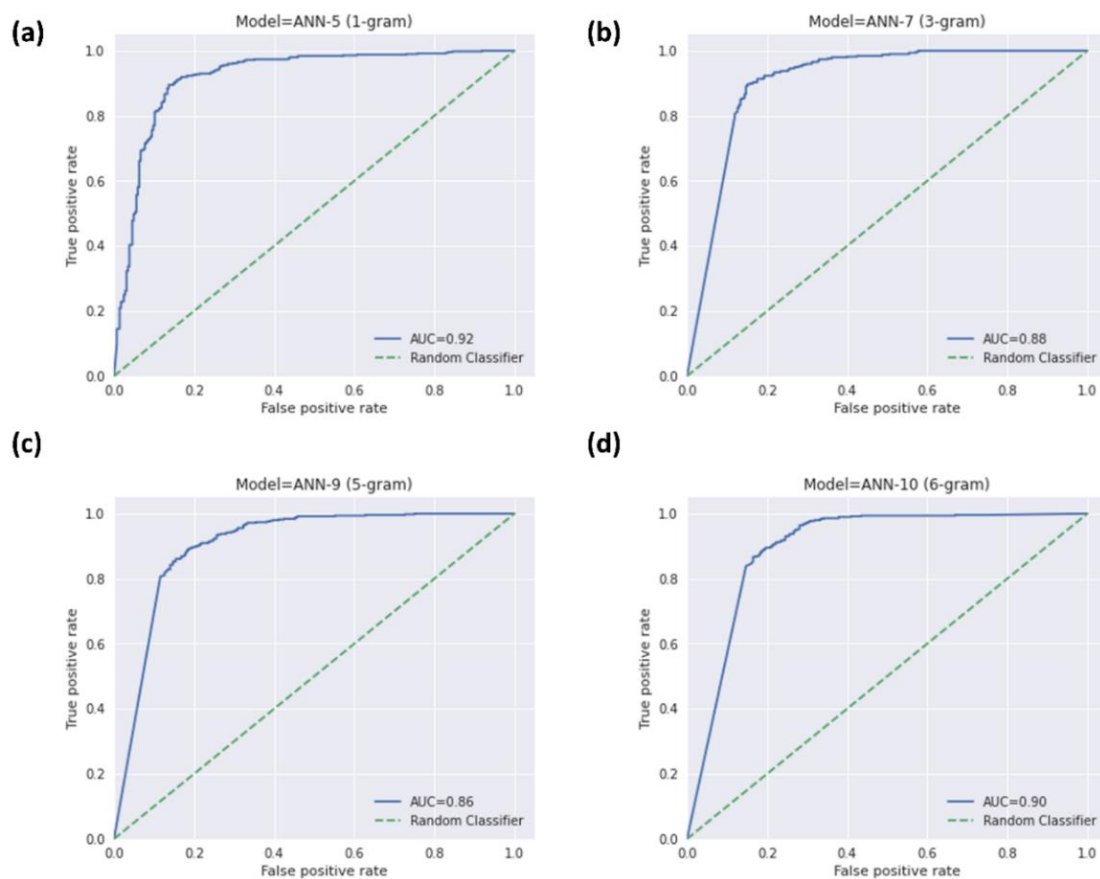 (a)
Model=ANN-5 (1-gram)
1.0
0.8
0.6
0.4
0.2
0.0
True positive rate
AUC=0.92
Random Classifier
0.0 0.2 0.4 0.6 0.8 1.0
False positive rate
(b)
Model=ANN-7 (3-gram)
1.0
0.8
0.6
0.4
0.2
0.0
True positive rate
AUC=0.88
Random Classifier
0.0 0.2 0.4 0.6 0.8 1.0
False positive rate
(c)
Model=ANN-9 (5-gram)
1.0
0.8
0.6
0.4
0.2
0.0
True positive rate
AUC=0.86
Random Classifier
0.0 0.2 0.4 0.6 0.8 1.0
False positive rate
(d)
Model=ANN-10 (6-gram)
1.0
0.8
0.6
0.4
0.2
0.0
True positive rate
AUC=0.90
Random Classifier
0.0 0.2 0.4 0.6 0.8 1.0
False positive rate